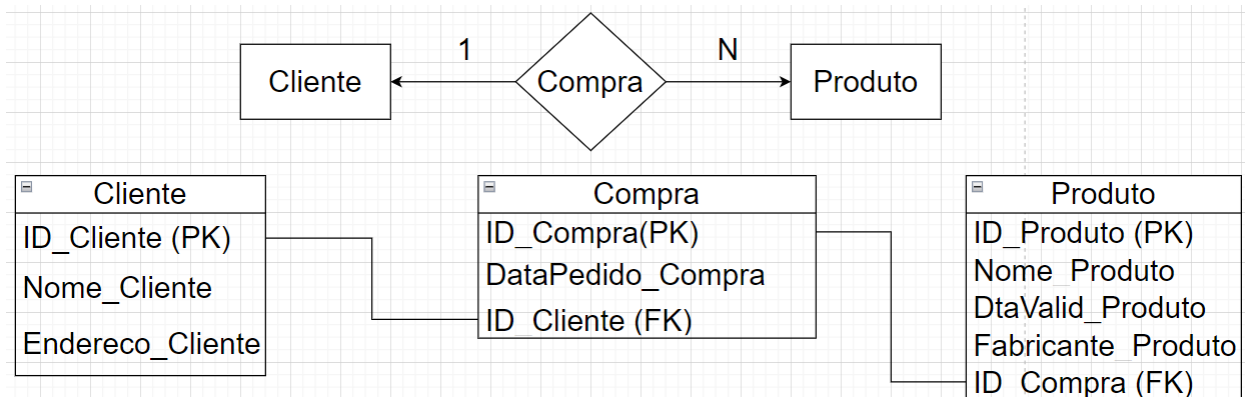 1
N
Cliente
Compra
Produto
Cliente
ID_Cliente (PK)
Nome_Cliente
Endereco_Cliente
Compra
ID_Compra(PK)
DataPedido_Compra
ID_Cliente (FK)
Produto
ID_Produto (PK)
Nome_Produto
DtaValid_Produto
Fabricante_Produto
ID_Compra (FK)